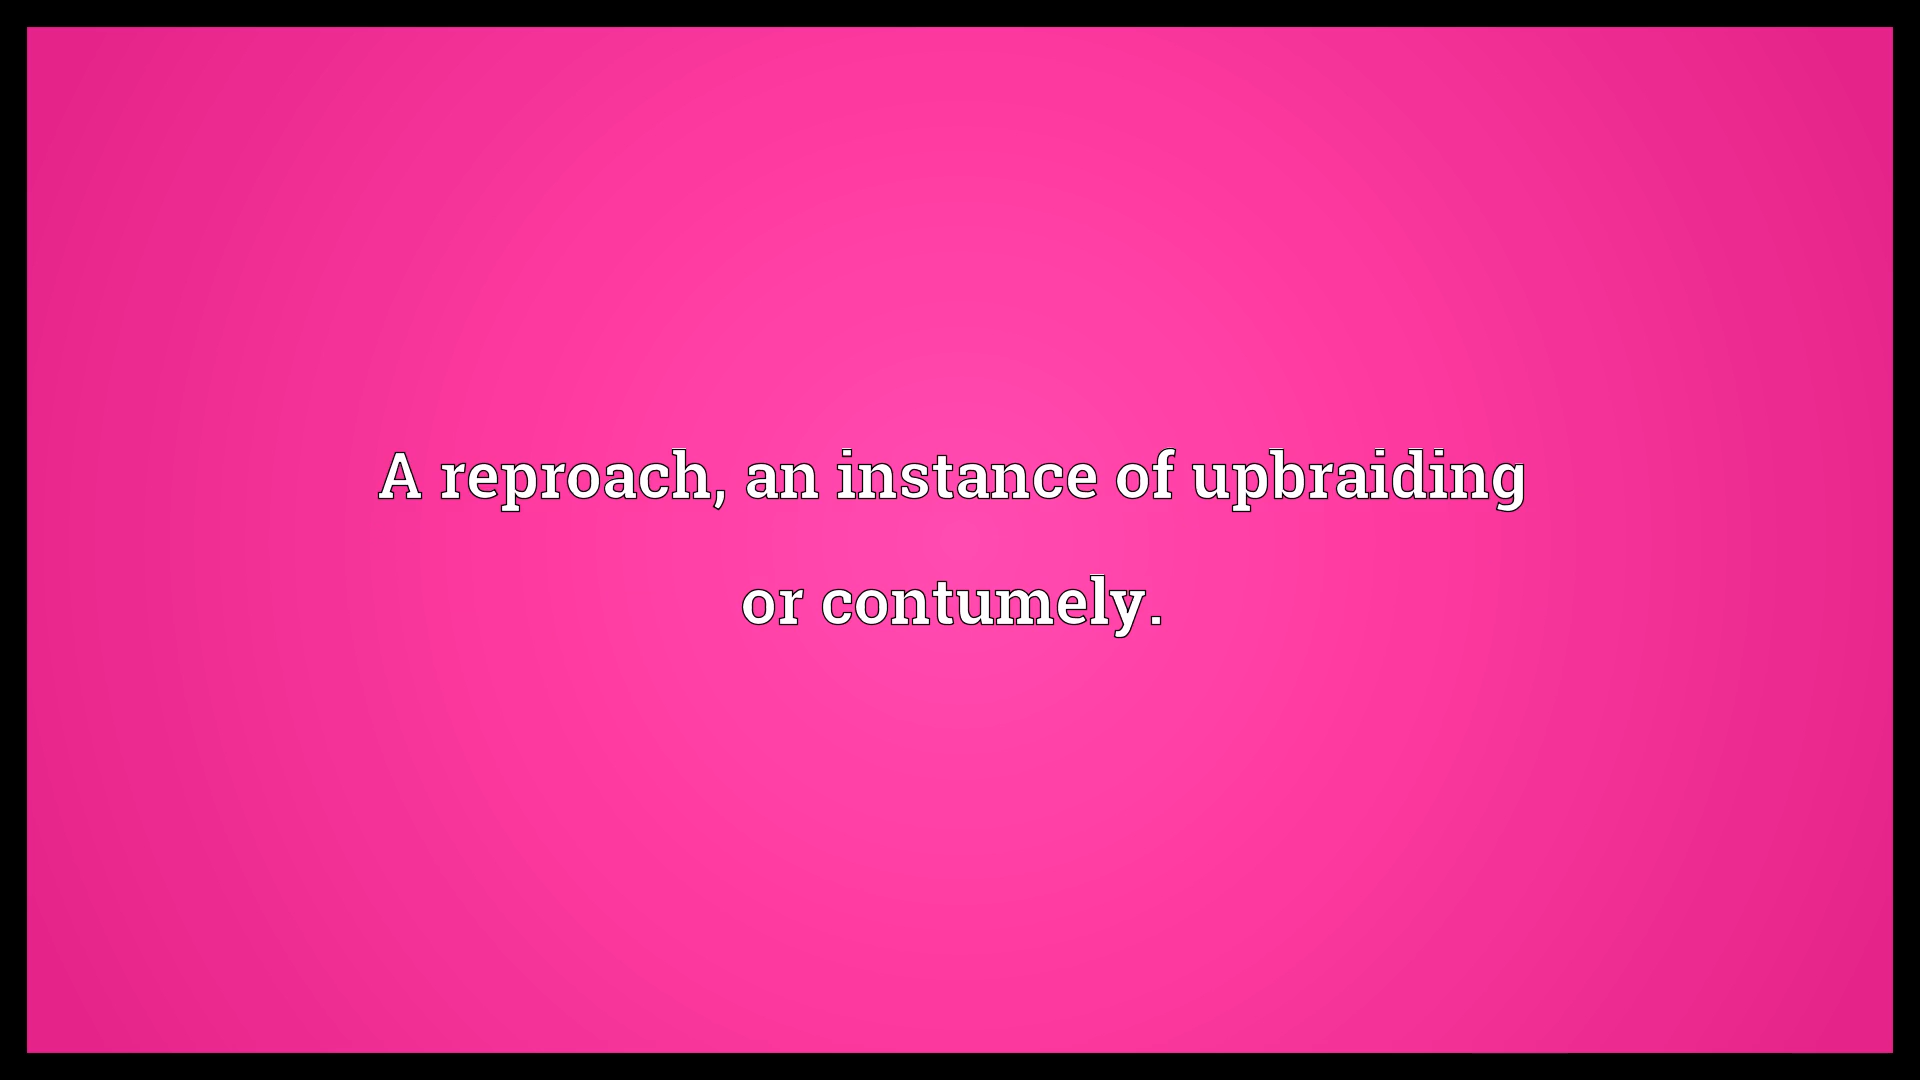 A reproach, an instance of upbraiding
or contumely.